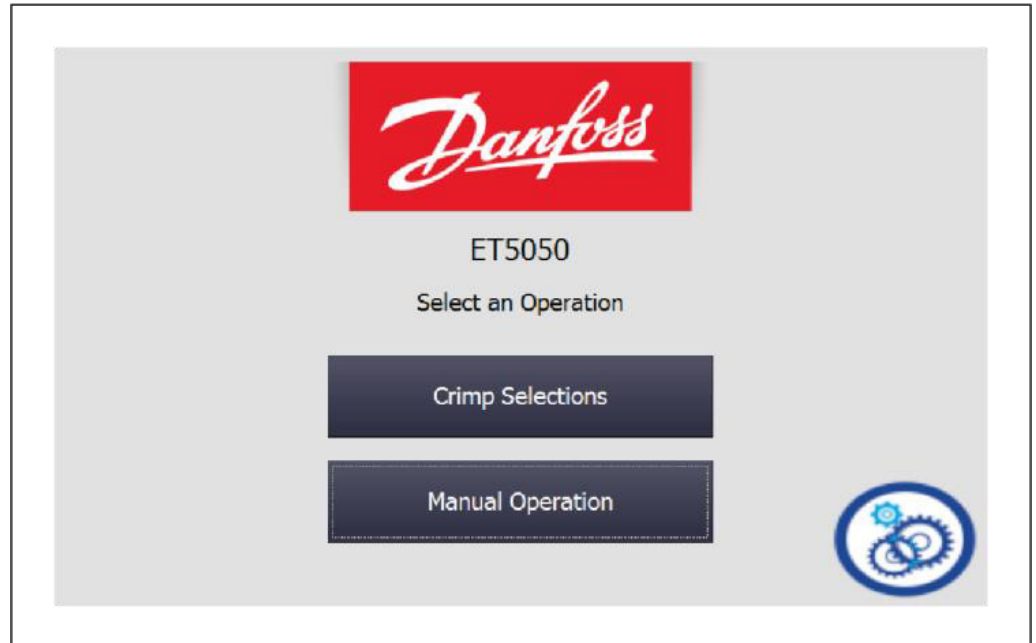 Danfoss
ET5050
Select an Operation
Crimp Selections
Manual Operation